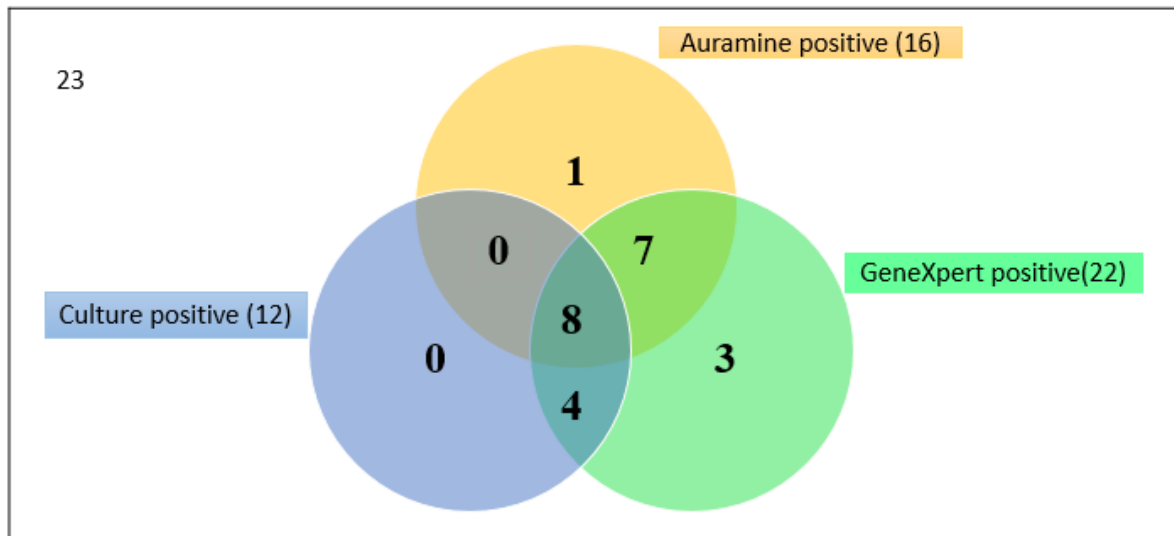 Auramine positive (16)
23
1
0
7
GeneXpert positive(22)
Culture positive (12)
8
0
3
4